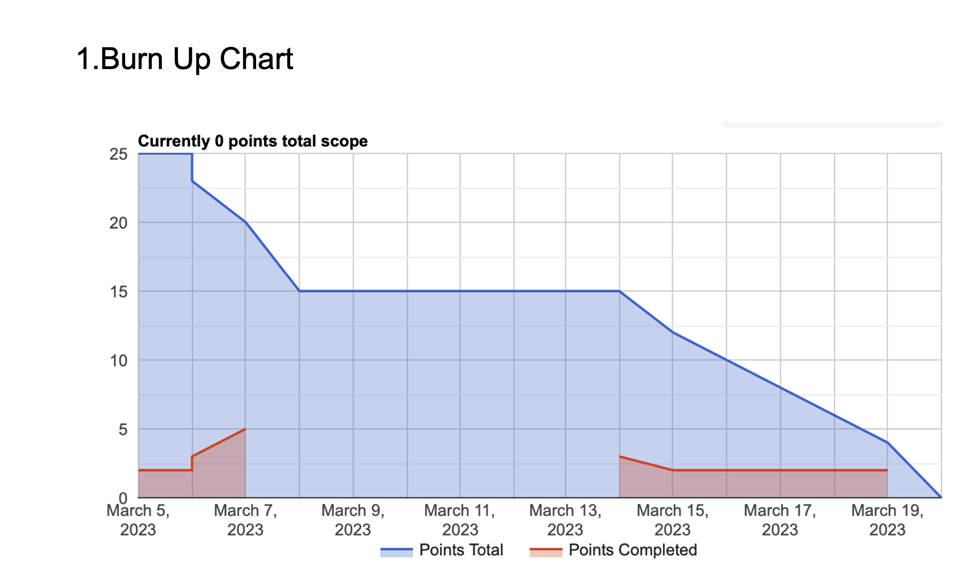 1.Burn Up Chart
Currently 0 points total scope
25
20
15
10
5
0
March 5,
2023
March 7,
2023
March 9,
2023
March 11,
2023
March 13,
2023
March 15,
2023
March 17,
2023
March 19,
2023
Points Total
Points Completed